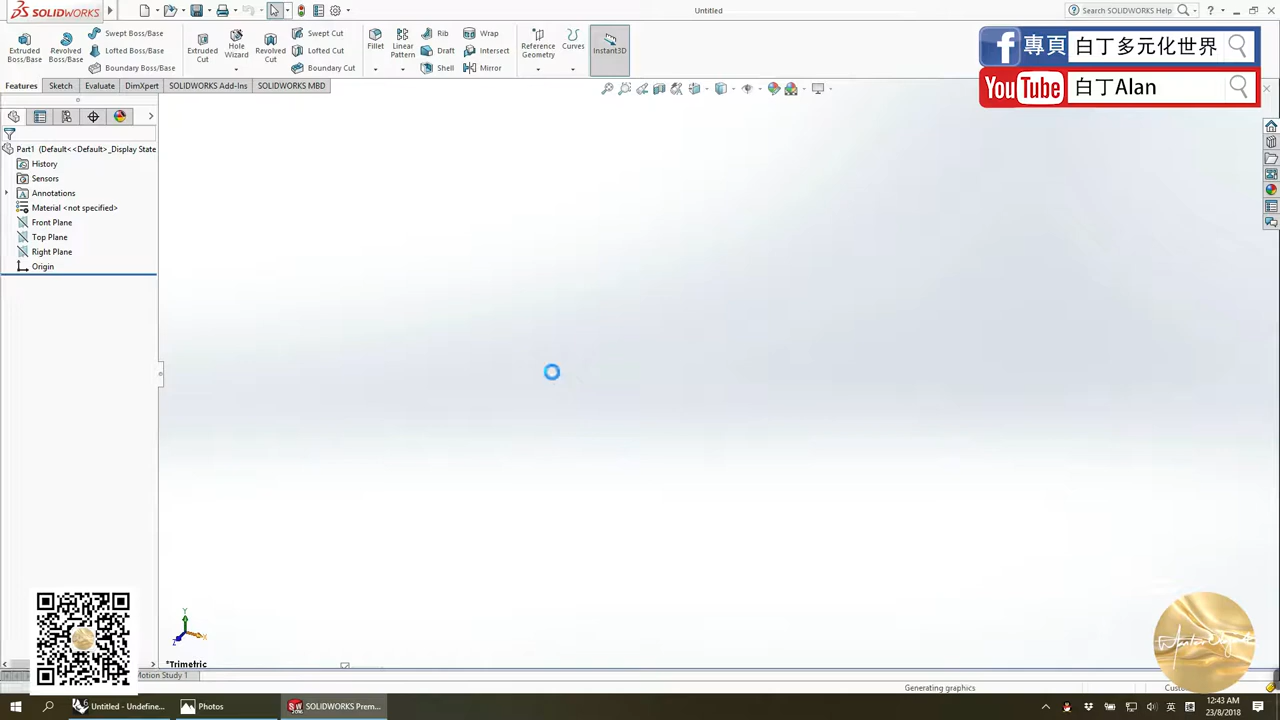 SOLIDWORKS
Untitled
Search SOLIDWORKS Help
Extruded Boss/Base
Revolved Boss/Base
Swept Boss/Base
Lofted Boss/Base
Boundary Boss/Base
Extruded Cut
Hole Wizard
Revolved Cut
Swept Cut
Lofted Cut
Boundary Cut
Fillet
Linear Pattern
Rib
Draft
Shell
Wrap
Intersect
Mirror
Reference Geometry
Curves
Instant3D
專頁 白丁多元化世界
YouTube 白丁Alan
Features
Sketch
Evaluate
DimXpert
SOLIDWORKS Add-Ins
SOLIDWORKS MBD
Part1 (Default<<Default>_Display State
History
Sensors
Annotations
Material <not specified>
Front Plane
Top Plane
Right Plane
Origin
Y
X
Z
*Trimetric
Motion Study 1
Generating graphics
Untitled - Undefine...
Photos
SOLIDWORKS Prem...
英
12:43 AM
23/8/2018